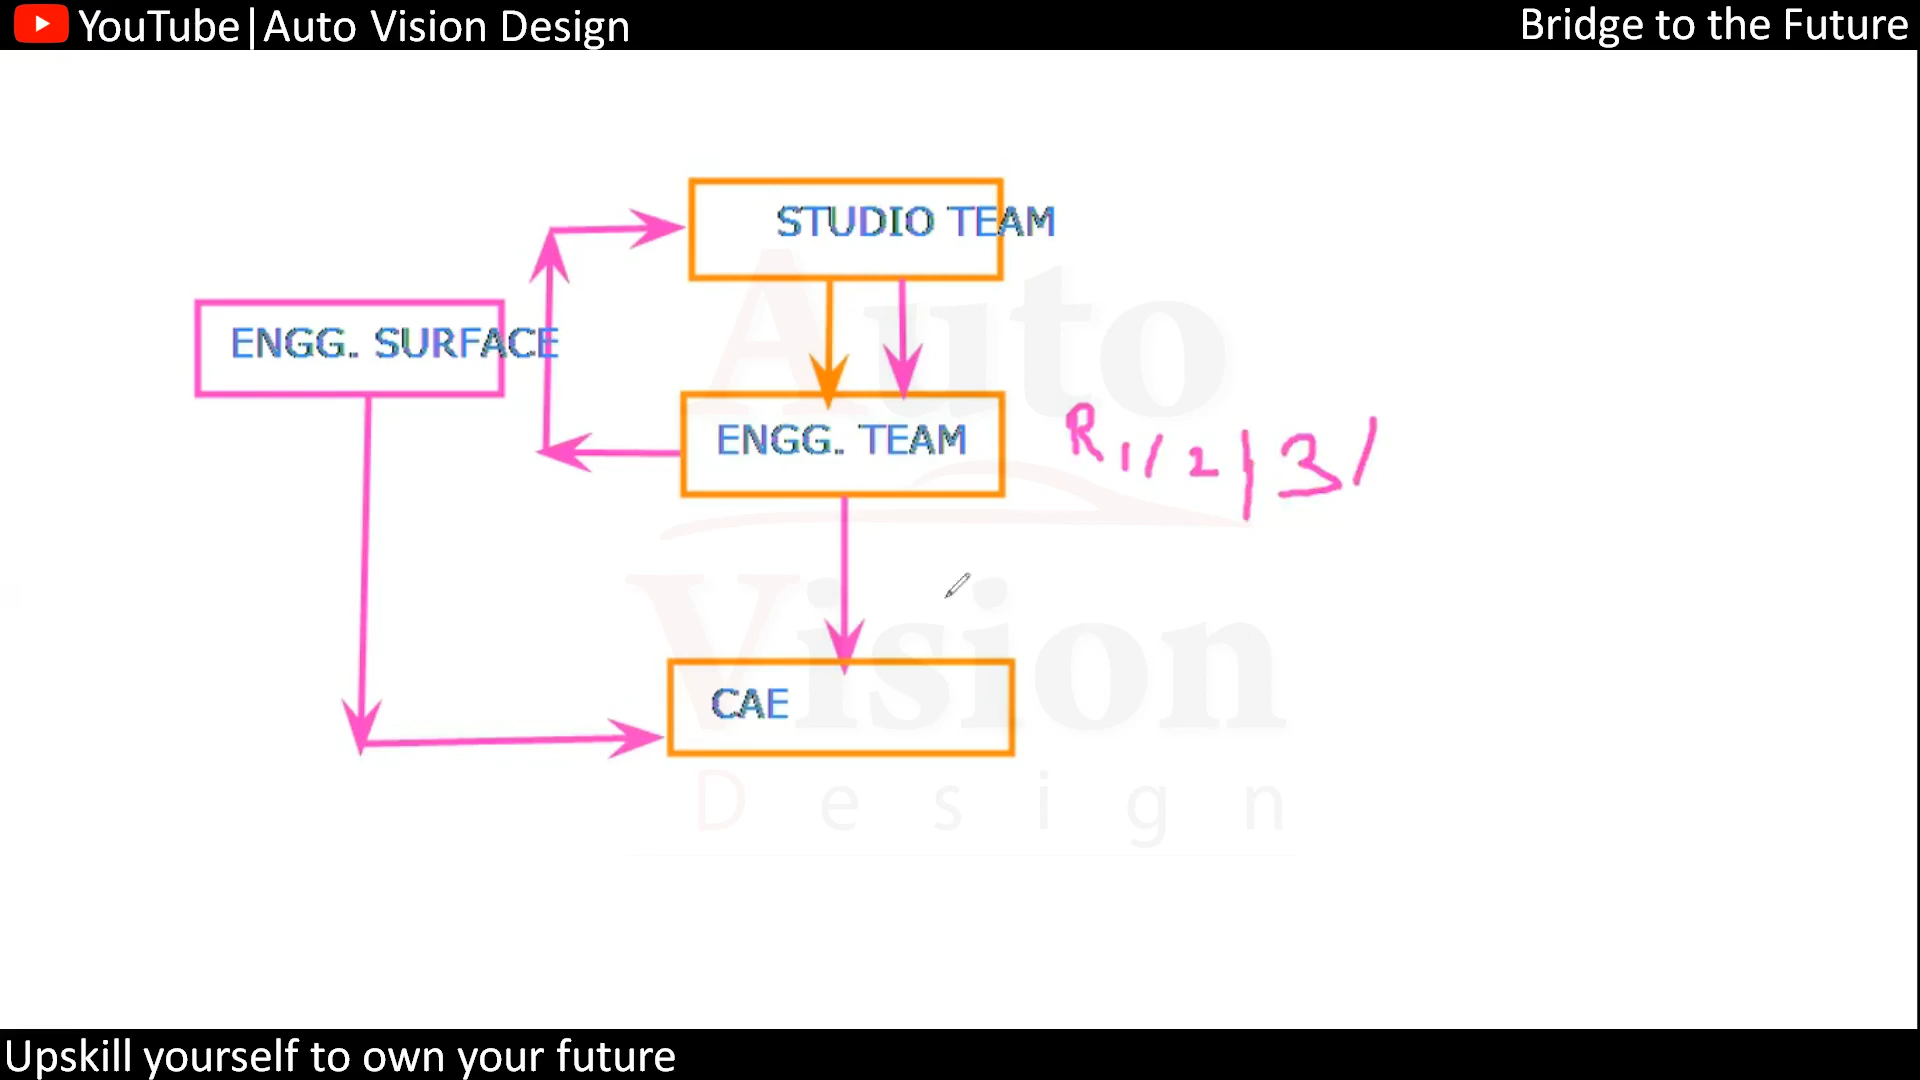 YouTube|Auto Vision Design
Bridge to the Future
STUDIO TEAM
ENGG. SURFACE
ENGG. TEAM
R 1/2/3/
CAE
Auto
Vision
Design
Upskill yourself to own your future